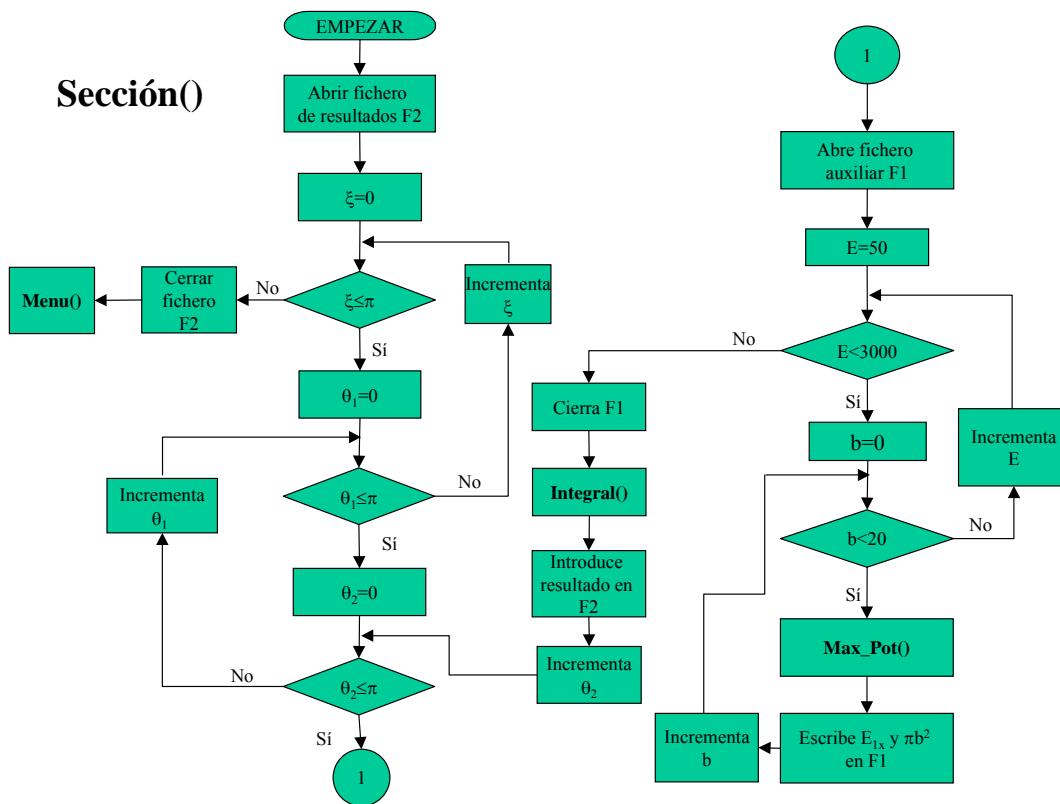 Sección()
EMPEZAR
Abrir fichero
de resultados F2
ξ=0
ξ≤π
No
Cerrar
fichero
F2
Menu()
Incrementa
ξ
Sí
θ1=0
θ1≤π
No
Incrementa
θ1
Sí
θ2=0
θ2≤π
No
Sí
1
1
Abre fichero
auxiliar F1
E=50
E<3000
No
Cierra F1
Integral()
Introduce
resultado en
F2
Incrementa
θ2
Sí
b=0
Incrementa
E
b<20
No
Sí
Max_Pot()
Escribe E1x y πb²
en F1
Incrementa
b